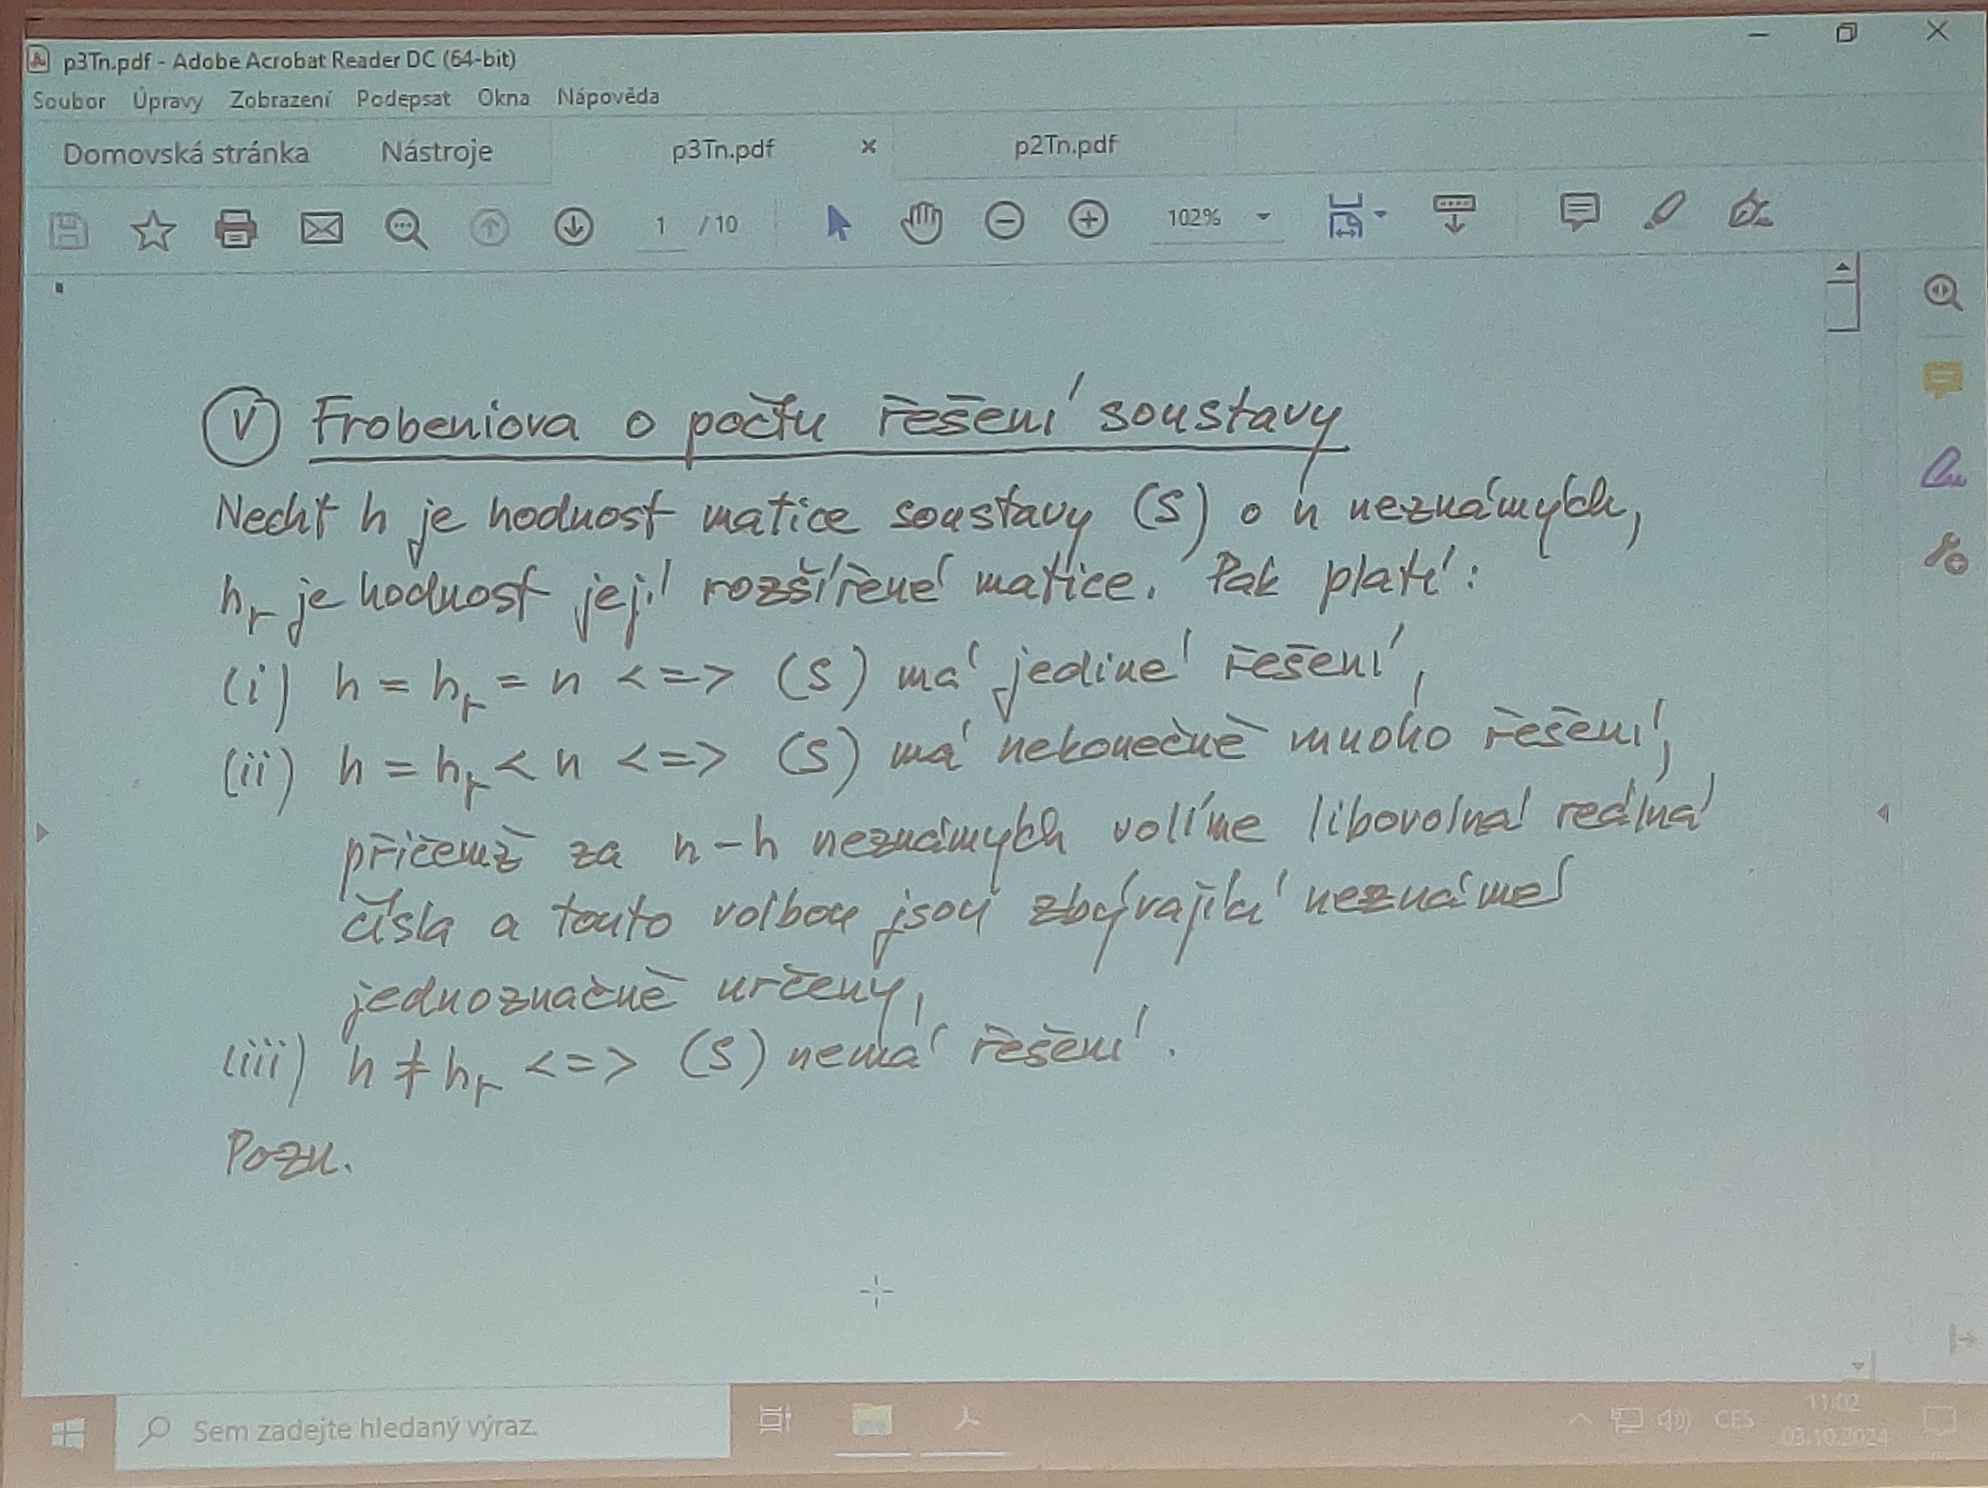 p3Tn.pdf - Adobe Acrobat Reader DC (64-bit)
Soubor Úpravy Zobrazení Podepsat Okna Nápověda
Domovská stránka Nástroje p3Tn.pdf × p2Tn.pdf
1 / 10 102%
Ⓥ Frobeniova o počtu řešení soustavy
Nechť h je hodnost matice soustavy (S) o n neznámých,
h_r je hodnost její rozšířené matice. Pak platí:
(i) h = h_r = n <=> (S) má jediné řešení,
(ii) h = h_r < n <=> (S) má nekonečně mnoho řešení,
přičemž za n-h neznámých volíme libovolná reálná
čísla a touto volbou jsou zbývající neznámé
jednoznačně určeny,
(iii) h ≠ h_r <=> (S) nemá řešení.
Pozn.
Sem zadejte hledaný výraz.
CES
11:02
03.10.2024